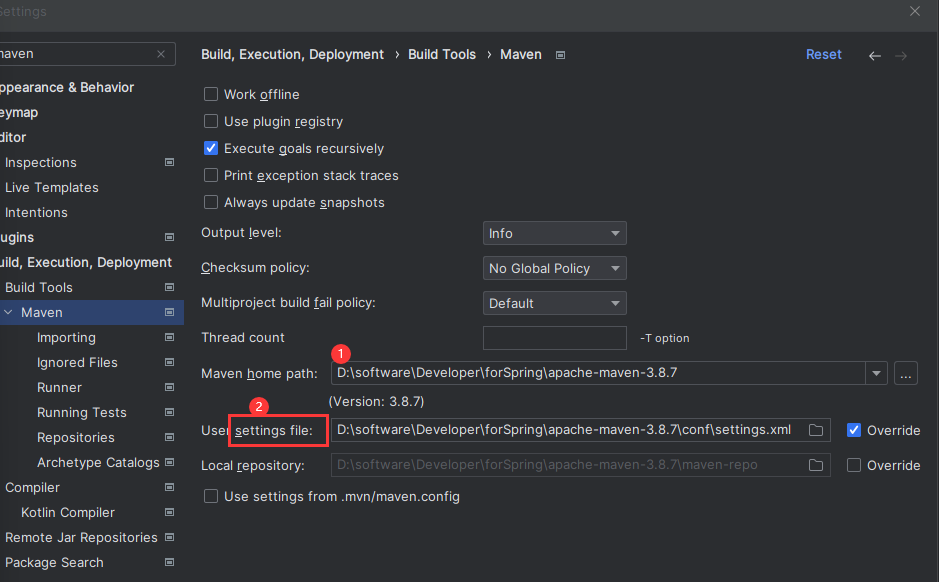 Settings
maven
Appearance & Behavior
Keymap
Editor
Inspections
Live Templates
Intentions
Plugins
Build, Execution, Deployment
Build Tools
Maven
Importing
Ignored Files
Runner
Running Tests
Repositories
Archetype Catalogs
Compiler
Kotlin Compiler
Remote Jar Repositories
Package Search
Build, Execution, Deployment › Build Tools › Maven
Reset
Work offline
Use plugin registry
Execute goals recursively
Print exception stack traces
Always update snapshots
Output level: Info
Checksum policy: No Global Policy
Multiproject build fail policy: Default
Thread count -T option
1
Maven home path: D:\software\Developer\forSpring\apache-maven-3.8.7 ...
(Version: 3.8.7)
2
User settings file: D:\software\Developer\forSpring\apache-maven-3.8.7\conf\settings.xml Override
Local repository: D:\software\Developer\forSpring\apache-maven-3.8.7\maven-repo Override
Use settings from .mvn/maven.config